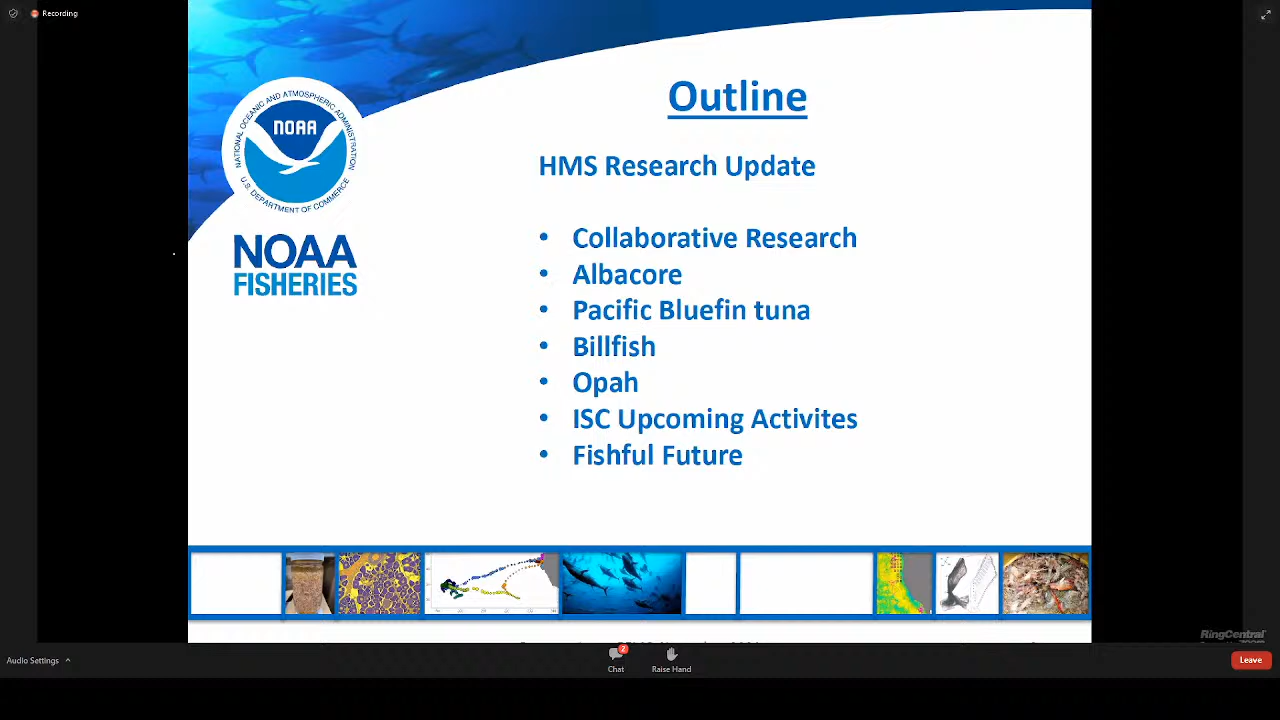 Recording
Outline
NATIONAL OCEANIC AND ATMOSPHERIC ADMINISTRATION
NOAA
U.S. DEPARTMENT OF COMMERCE
HMS Research Update
NOAA
FISHERIES
• Collaborative Research
• Albacore
• Pacific Bluefin tuna
• Billfish
• Opah
• ISC Upcoming Activites
• Fishful Future
RingCentral
Audio Settings
2
Chat
Raise Hand
Leave